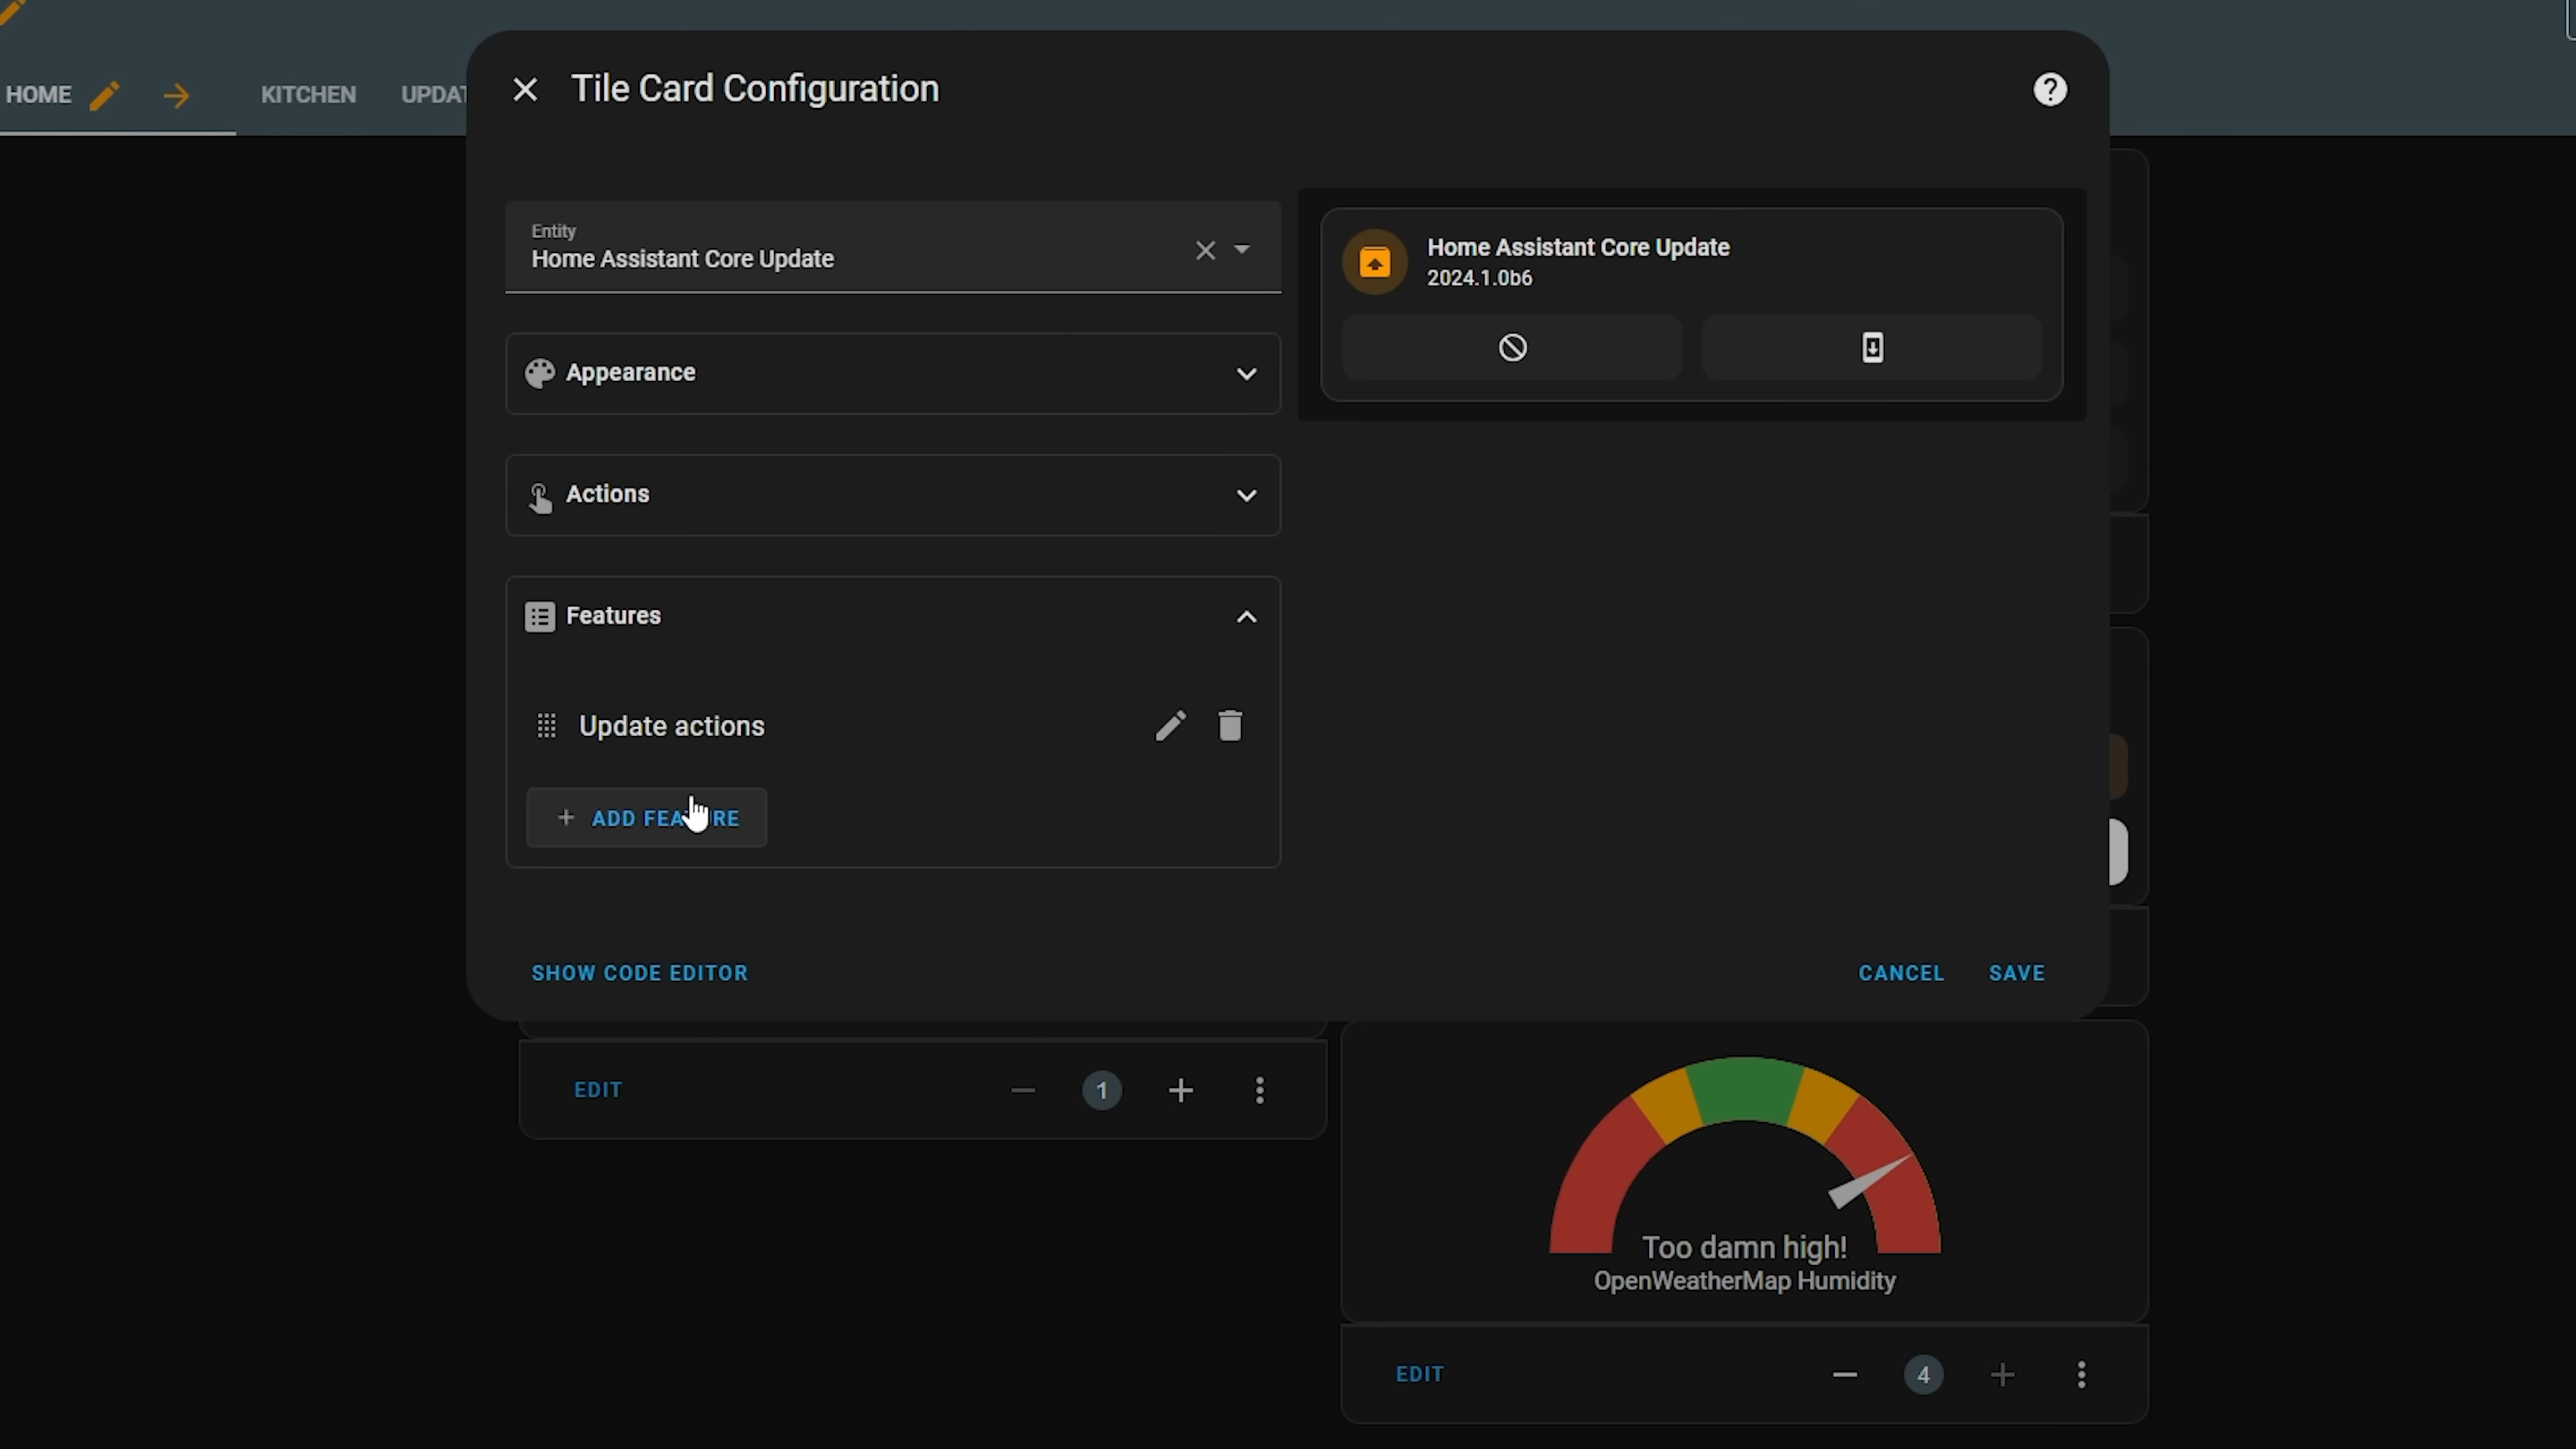 HOME
KITCHEN
UPDAT
Tile Card Configuration
Entity
Home Assistant Core Update
Home Assistant Core Update
2024.1.0b6
Appearance
Actions
Features
Update actions
ADD FEATURE
SHOW CODE EDITOR
CANCEL
SAVE
EDIT
1
Too damn high!
OpenWeatherMap Humidity
EDIT
4